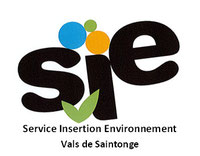 sie
Service Insertion Environnement
Vals de Saintonge